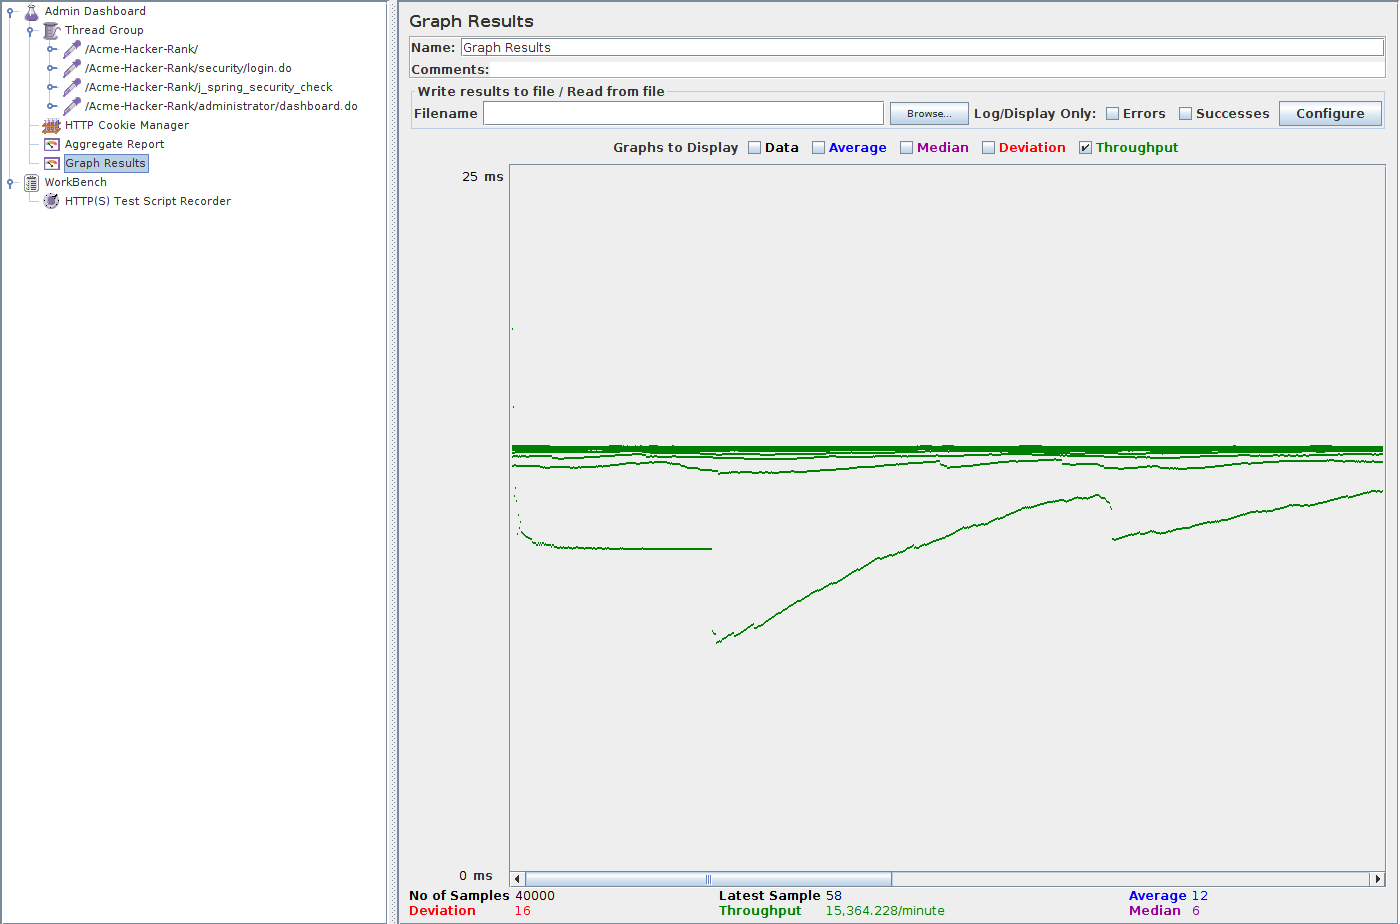 Admin Dashboard
Thread Group
/Acme-Hacker-Rank/
/Acme-Hacker-Rank/security/login.do
/Acme-Hacker-Rank/j_spring_security_check
/Acme-Hacker-Rank/administrator/dashboard.do
HTTP Cookie Manager
Aggregate Report
Graph Results
WorkBench
HTTP(S) Test Script Recorder
Graph Results
Name: Graph Results
Comments:
Write results to file / Read from file
Filename Browse... Log/Display Only: Errors Successes Configure
Graphs to Display Data Average Median Deviation Throughput
25 ms
0 ms
No of Samples 40000 Latest Sample 58 Average 12
Deviation 16 Throughput 15,364.228/minute Median 6